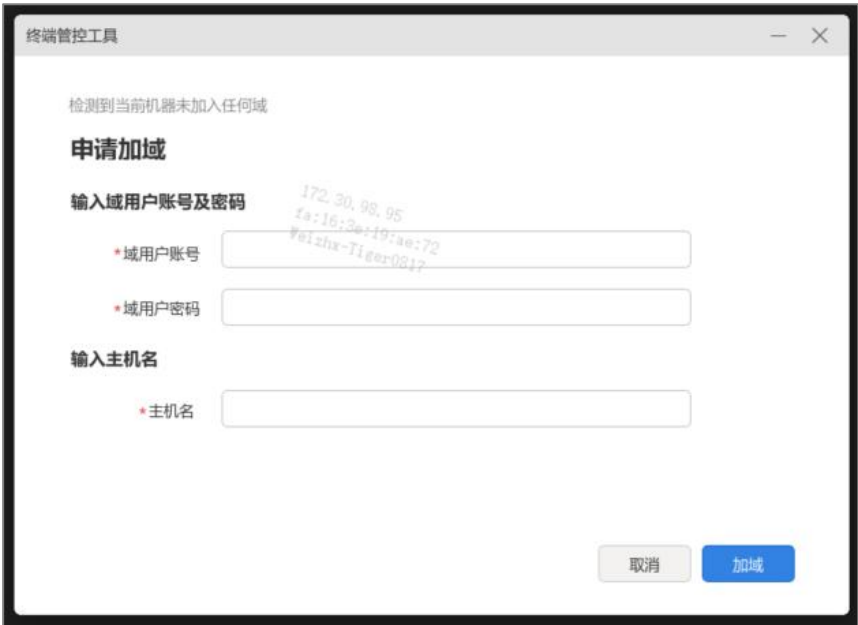 终端管控工具
检测到当前机器未加入任何域
申请加域
输入域用户账号及密码
172.30.98.95
fa:16:3e:19:ae:72
Weizhx-Tiger0817
*域用户账号
*域用户密码
输入主机名
*主机名
取消
加域